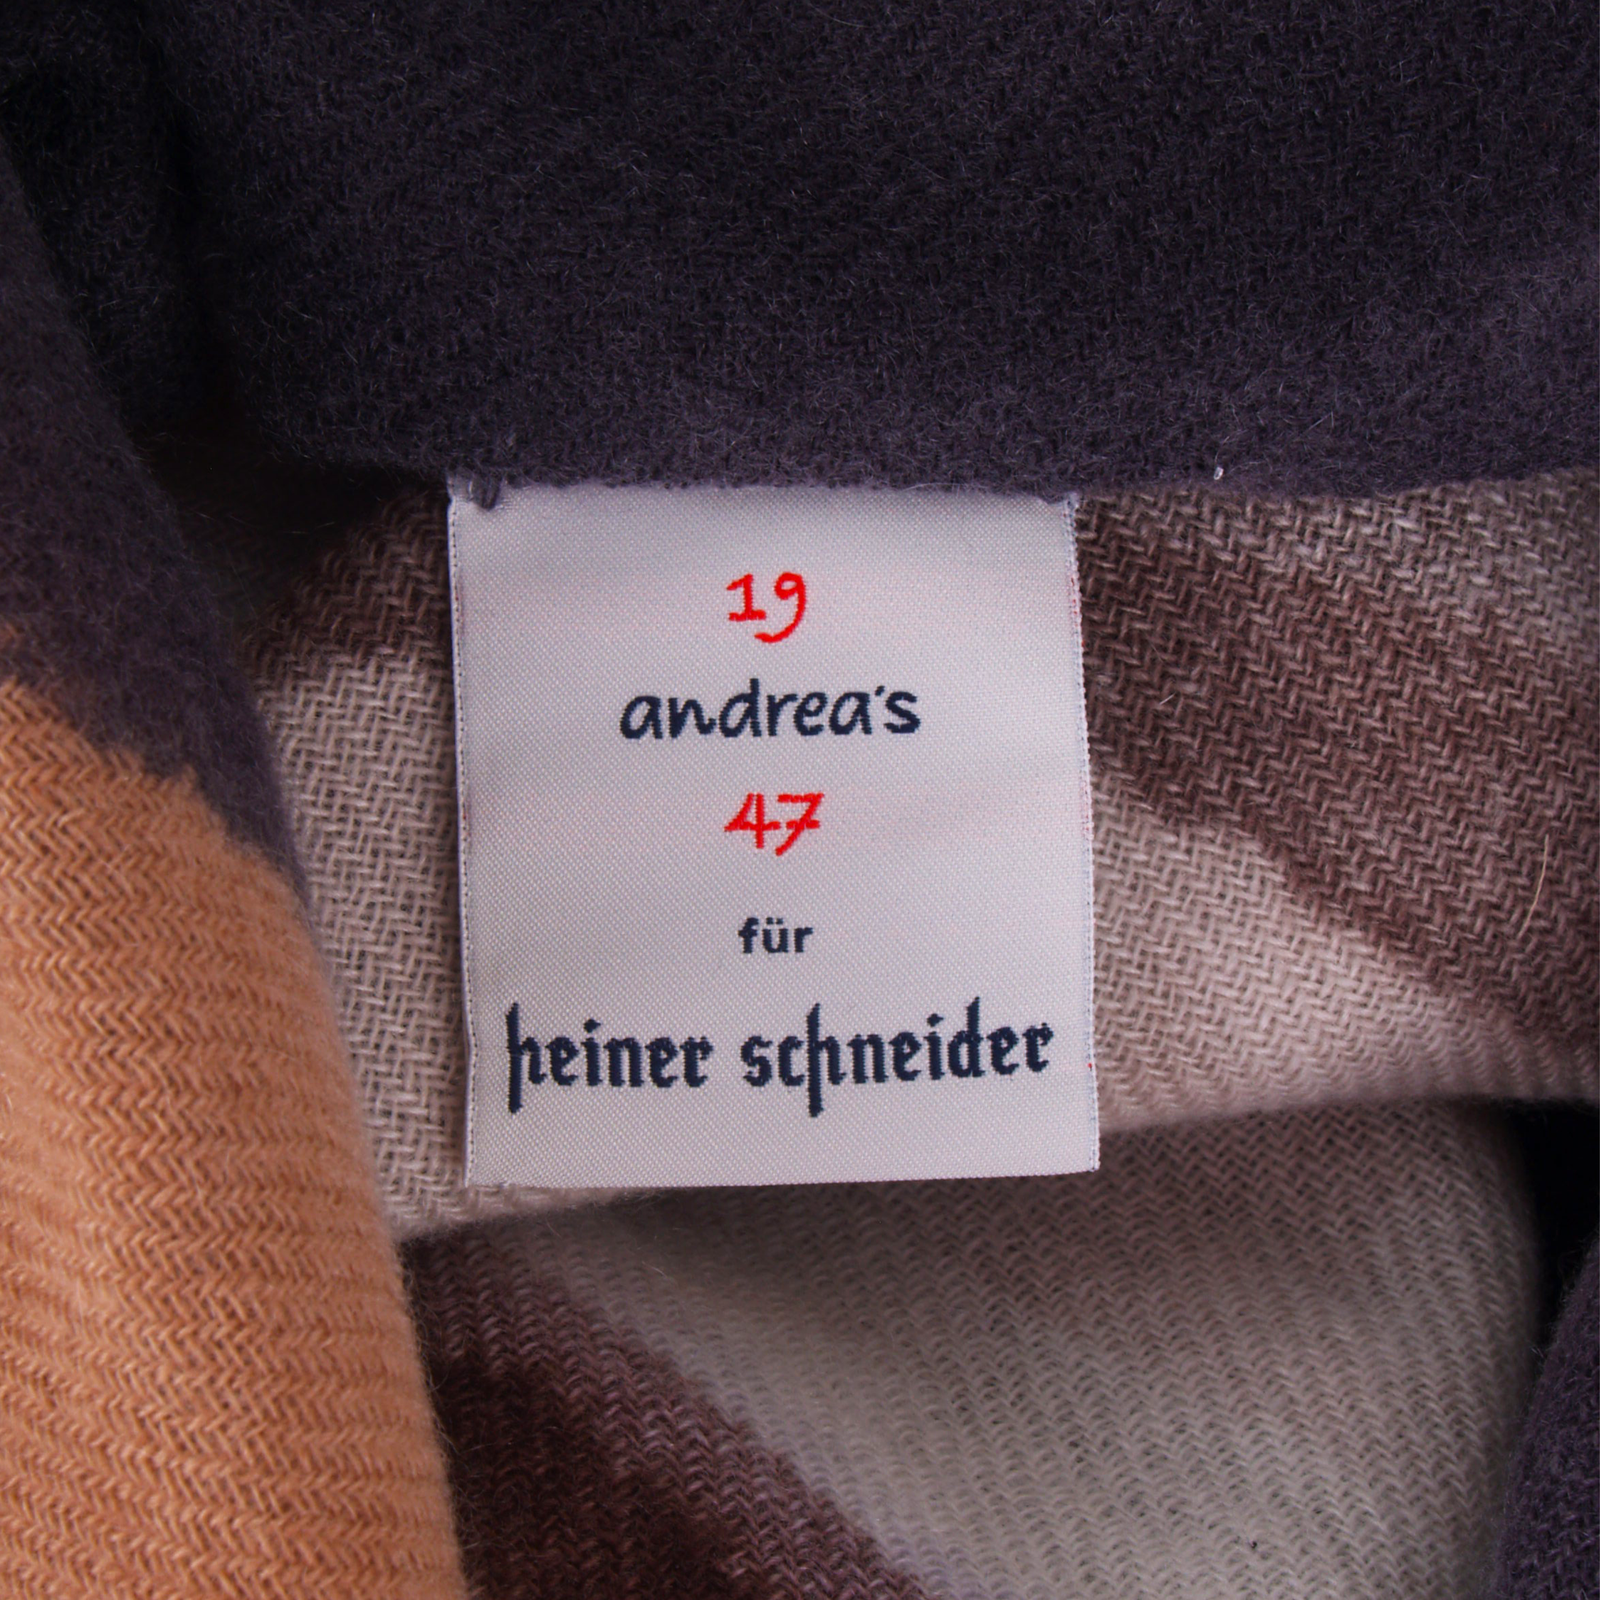 19
andrea's
47
für
heiner schneider